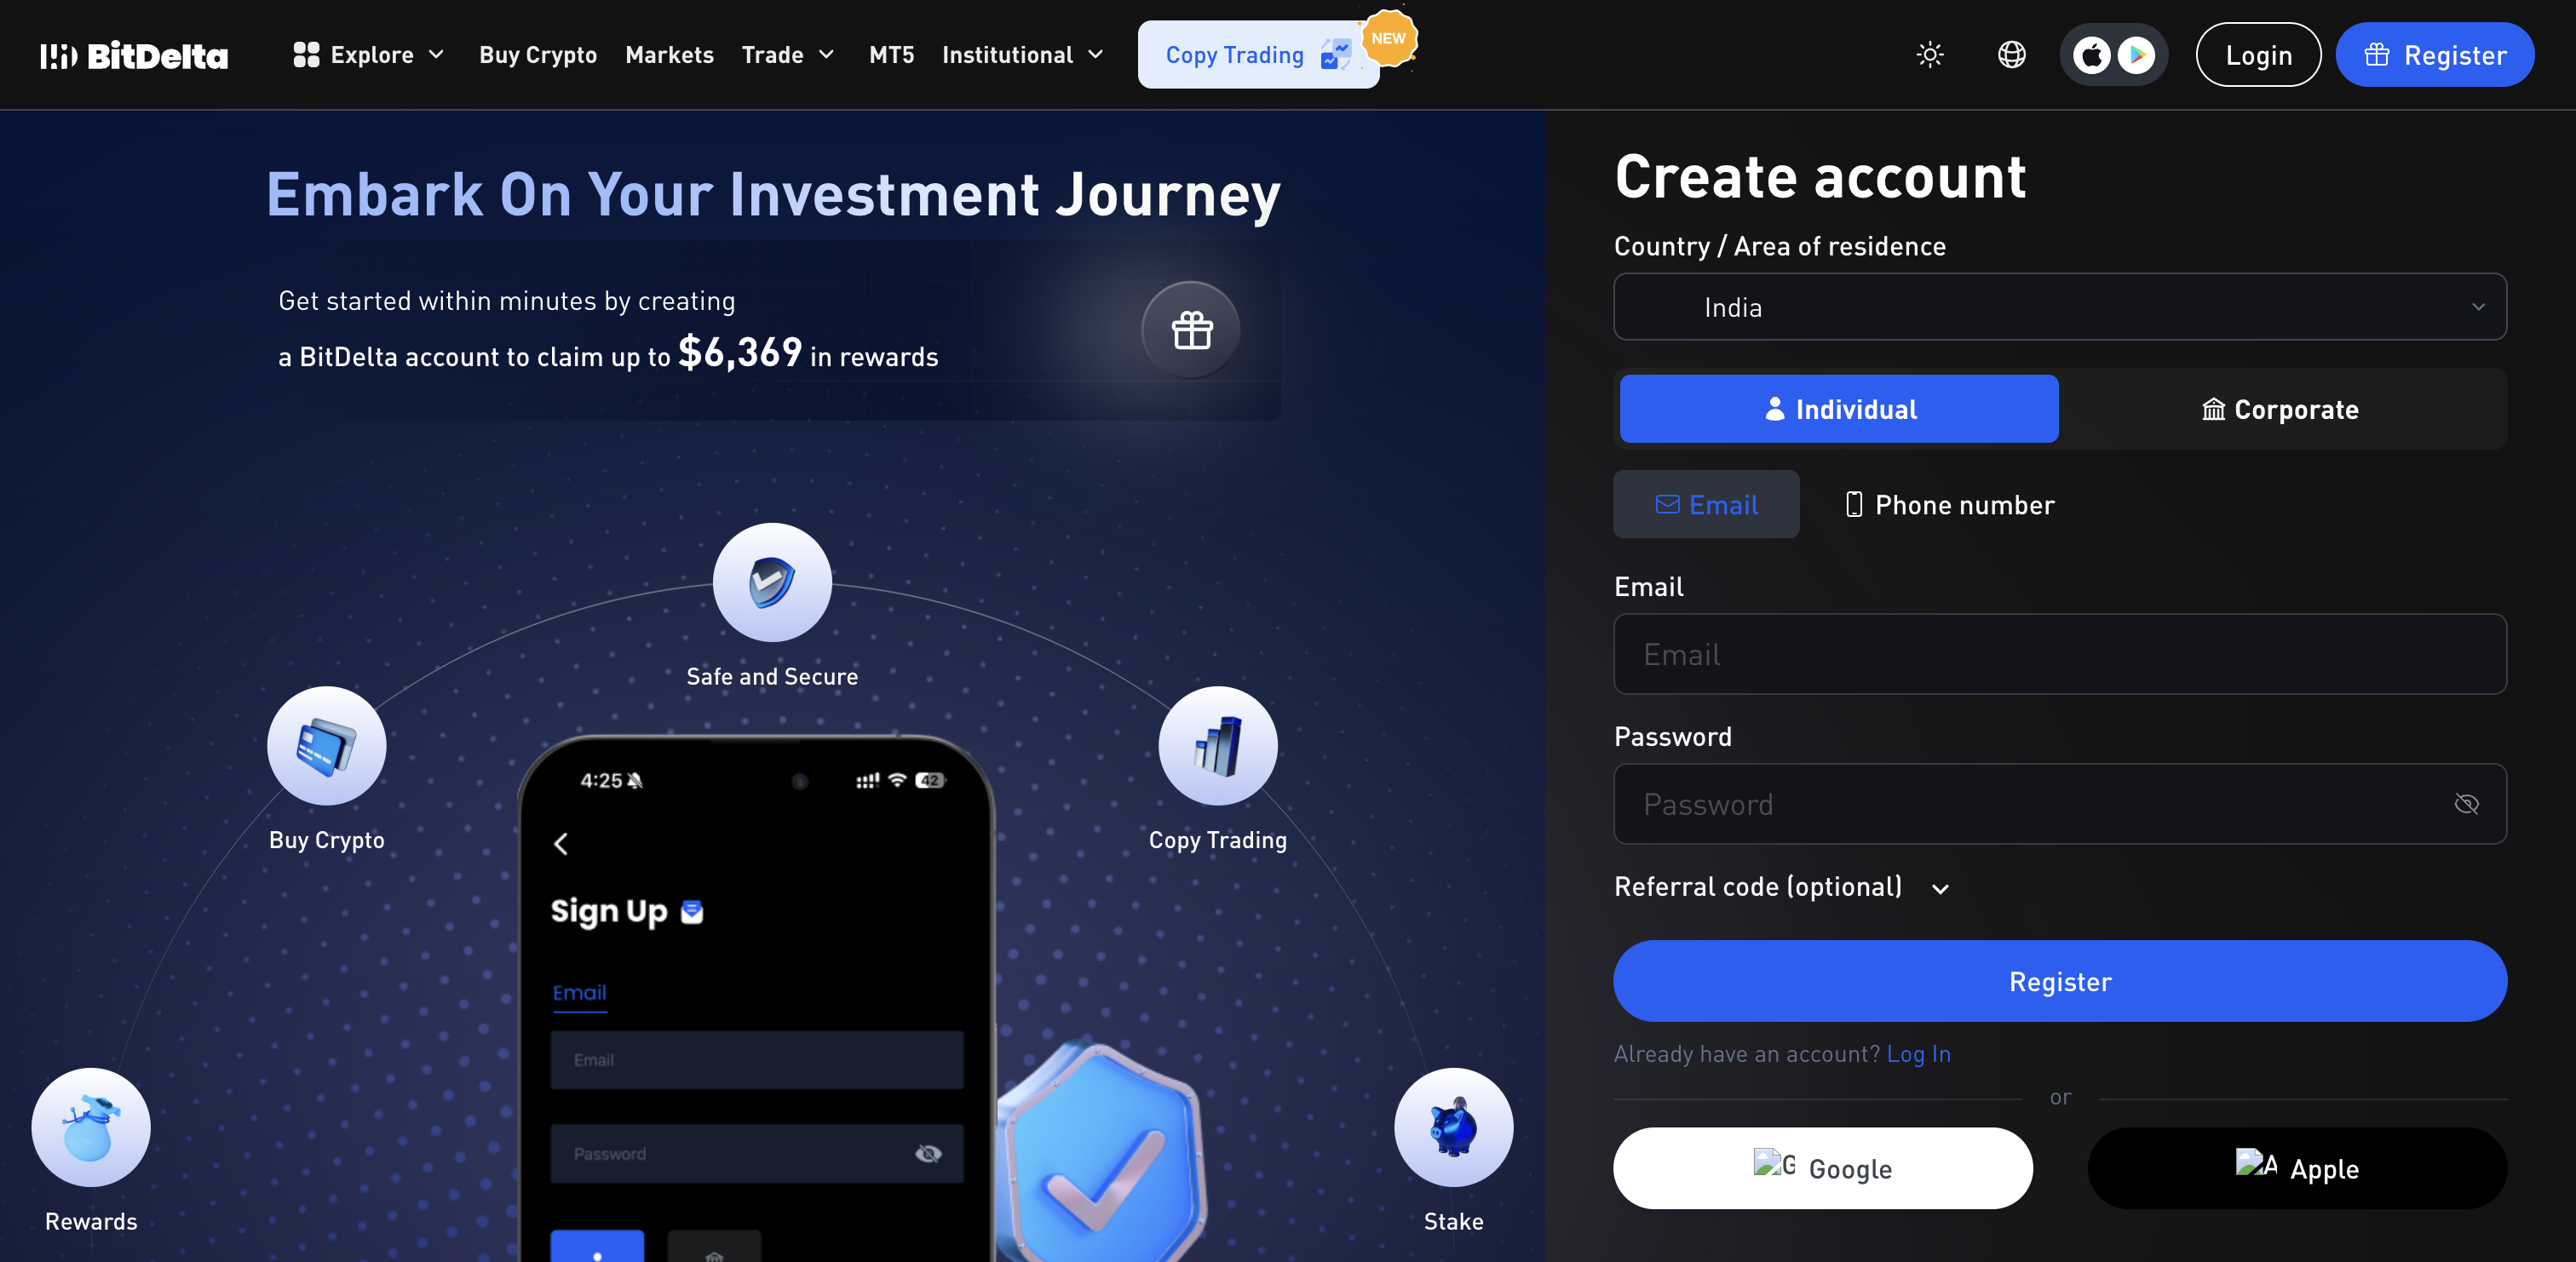 BitDelta
Explore
Buy Crypto
Markets
Trade
MT5
Institutional
Copy Trading
NEW
Login
Register
Embark On Your Investment Journey
Get started within minutes by creating
a BitDelta account to claim up to $6,369 in rewards
Safe and Secure
Buy Crypto
Copy Trading
Rewards
Stake
4:25
42
Sign Up
Email
Email
Password
Create account
Country / Area of residence
India
Individual
Corporate
Email
Phone number
Email
Email
Password
Password
Referral code (optional)
Register
Already have an account? Log In
or
G Google
A Apple